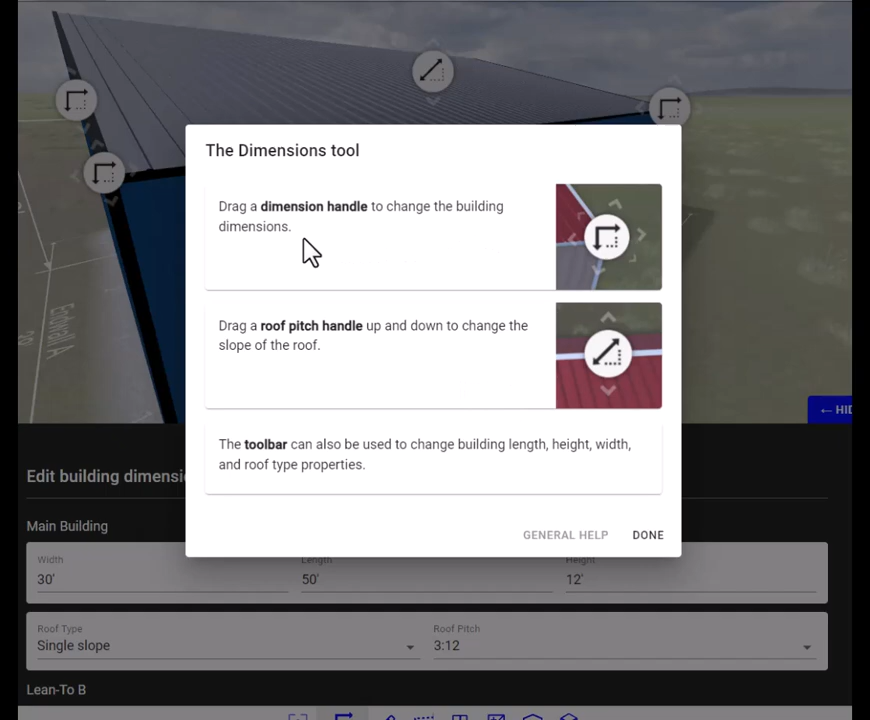 The Dimensions tool
Drag a dimension handle to change the building
dimensions.
Drag a roof pitch handle up and down to change the
slope of the roof.
The toolbar can also be used to change building length, height, width,
and roof type properties.
GENERAL HELP DONE
Endwall A
← HID
Edit building dimensi
Main Building
Width Length Height
30' 50' 12'
Roof Type Roof Pitch
Single slope 3:12
Lean-To B